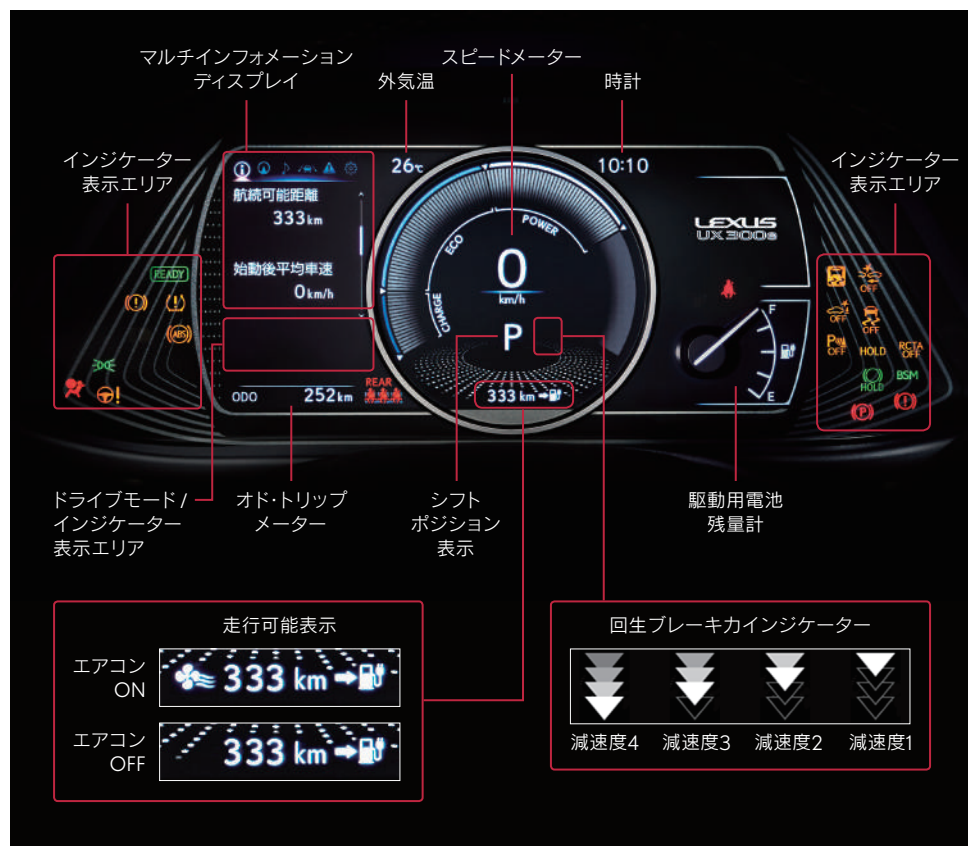 マルチインフォメーション
ディスプレイ
外気温
スピードメーター
時計
インジケーター
表示エリア
インジケーター
表示エリア
26℃
10:10
航続可能距離
333km
始動後平均車速
0km/h
ODO 252km
REAR
CHARGE
ECO
POWER
0
km/h
P
333 km
LEXUS
UX300e
F
E
READY
(ABS)
OFF
OFF
OFF
P
OFF
HOLD
RCTA
OFF
HOLD
BSM
(P)
ドライブモード /
インジケーター
表示エリア
オド・トリップ
メーター
シフト
ポジション
表示
駆動用電池
残量計
走行可能表示
エアコン
ON
333 km
エアコン
OFF
333 km
回生ブレーキ力インジケーター
減速度4
減速度3
減速度2
減速度1